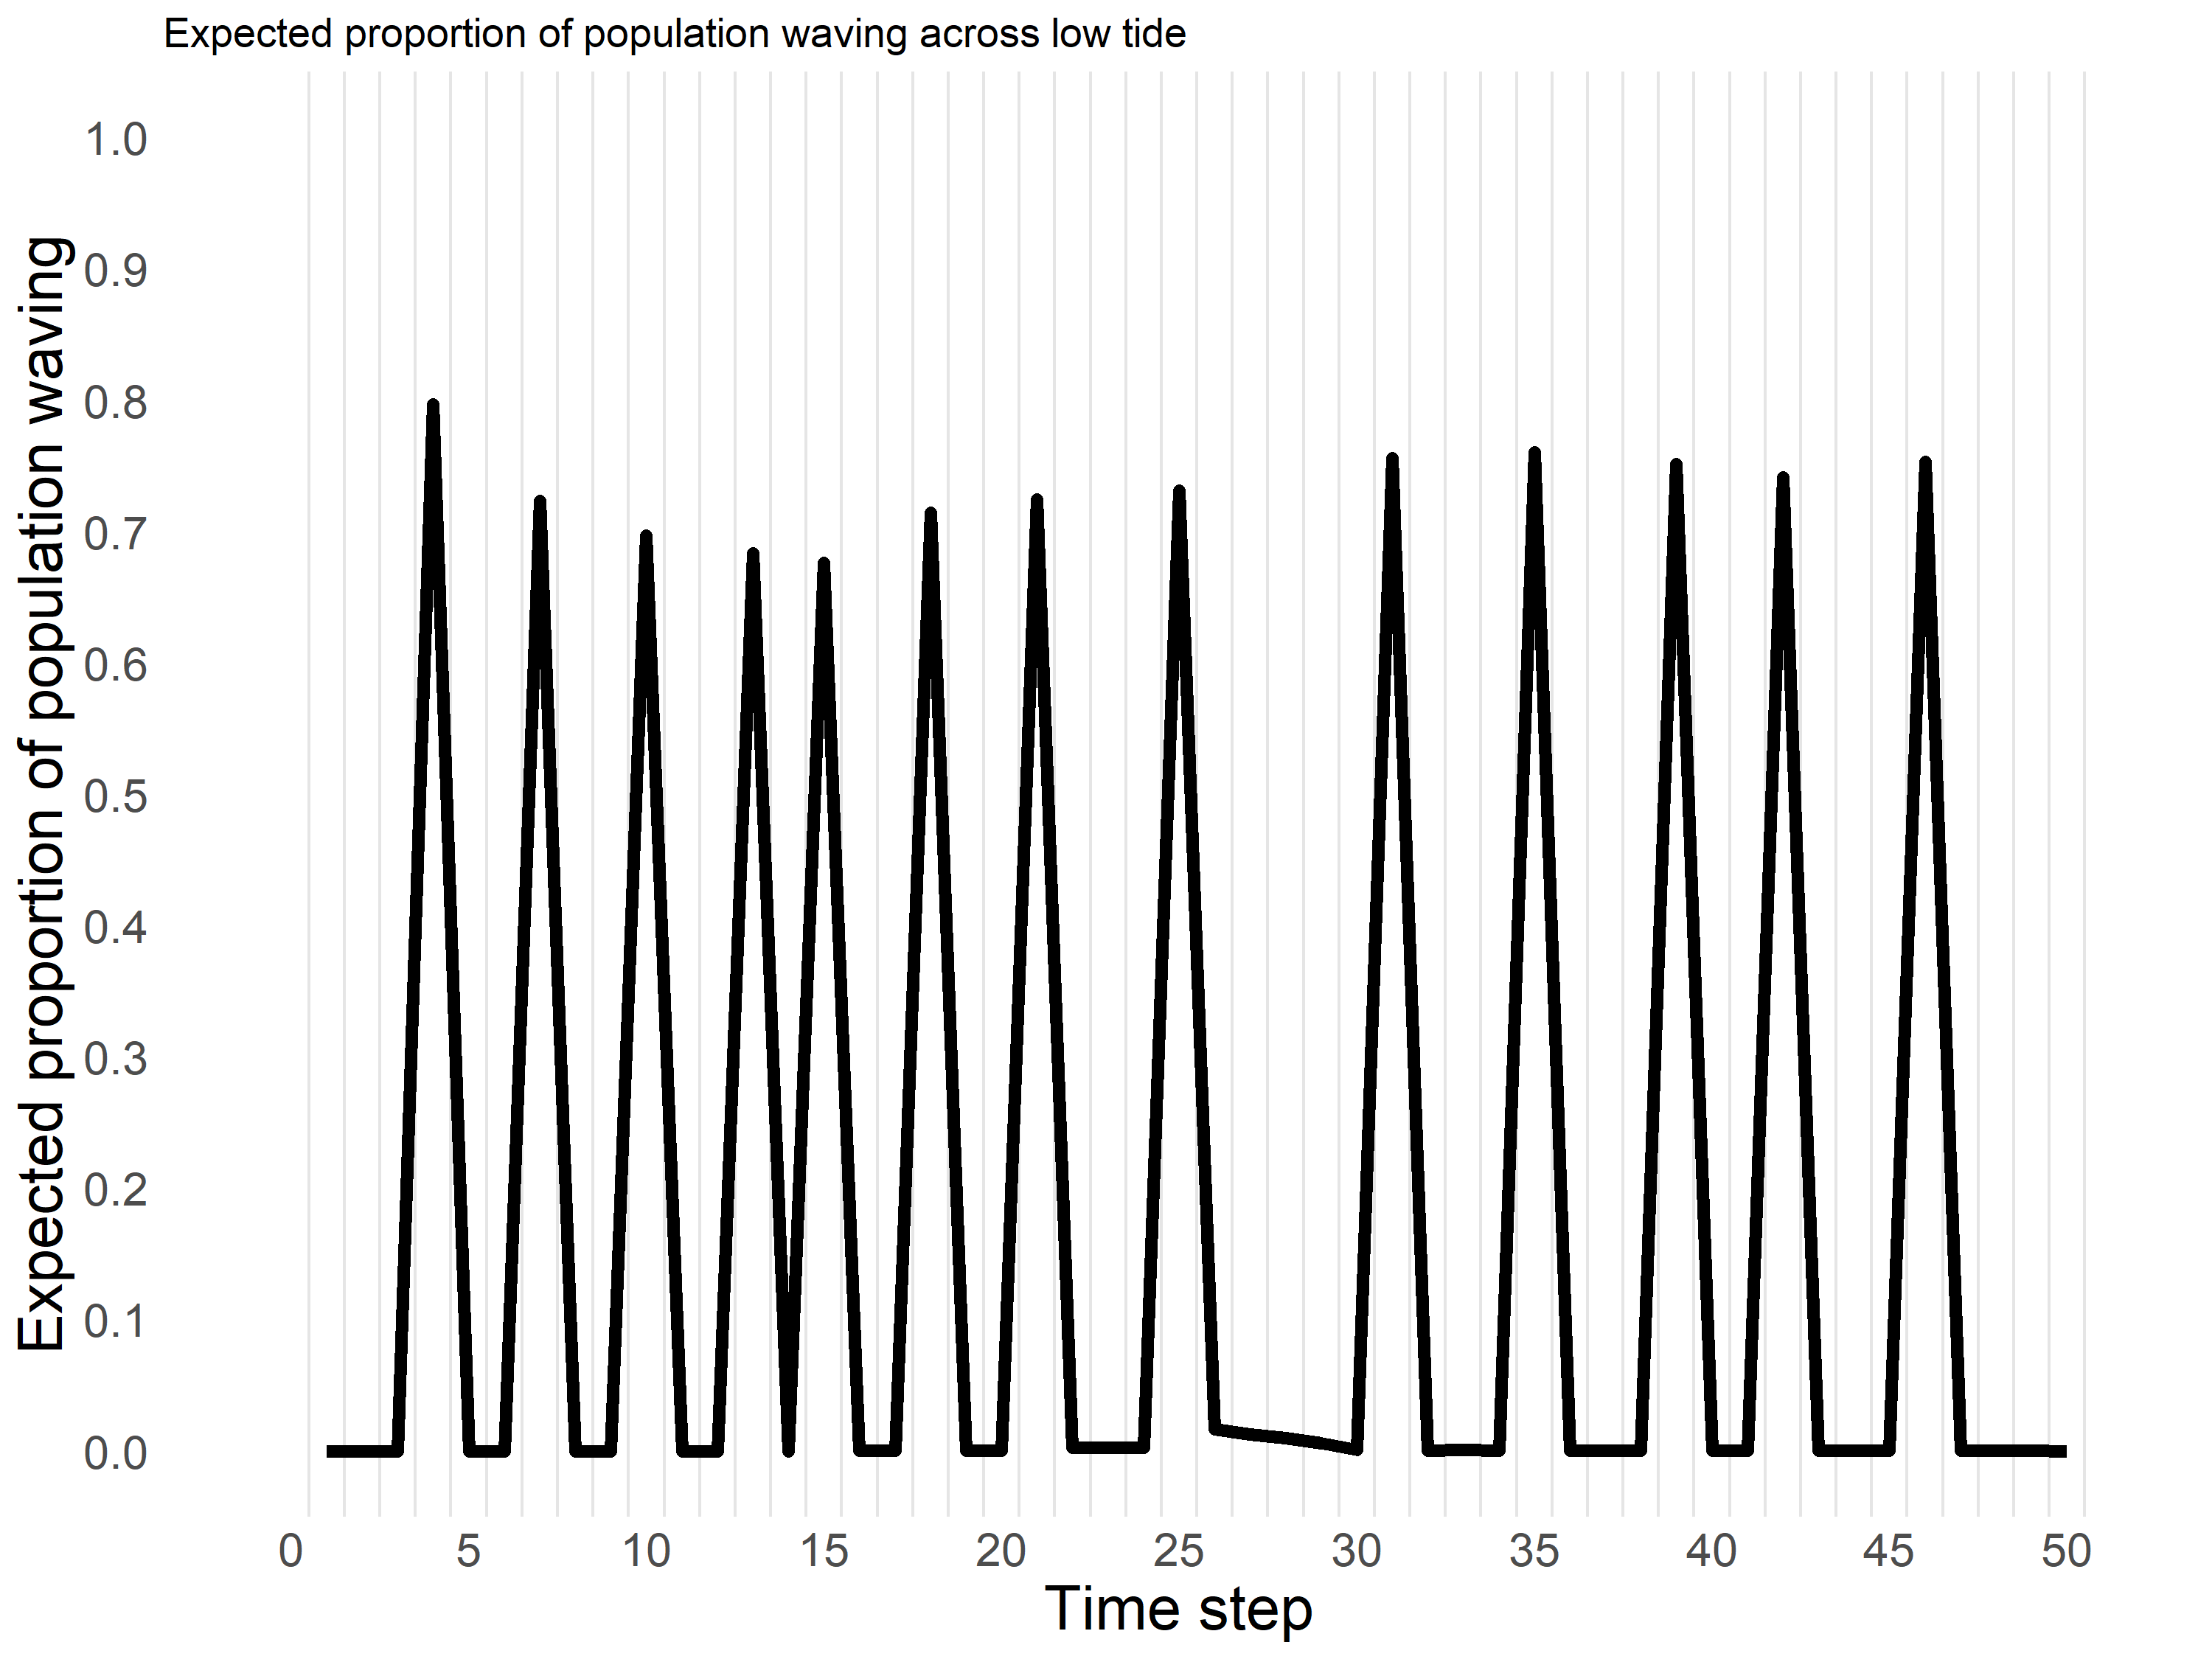 Expected proportion of population waving across low tide
Expected proportion of population waving
1.0
0.9
0.8
0.7
0.6
0.5
0.4
0.3
0.2
0.1
0.0
0 5 10 15 20 25 30 35 40 45 50
Time step